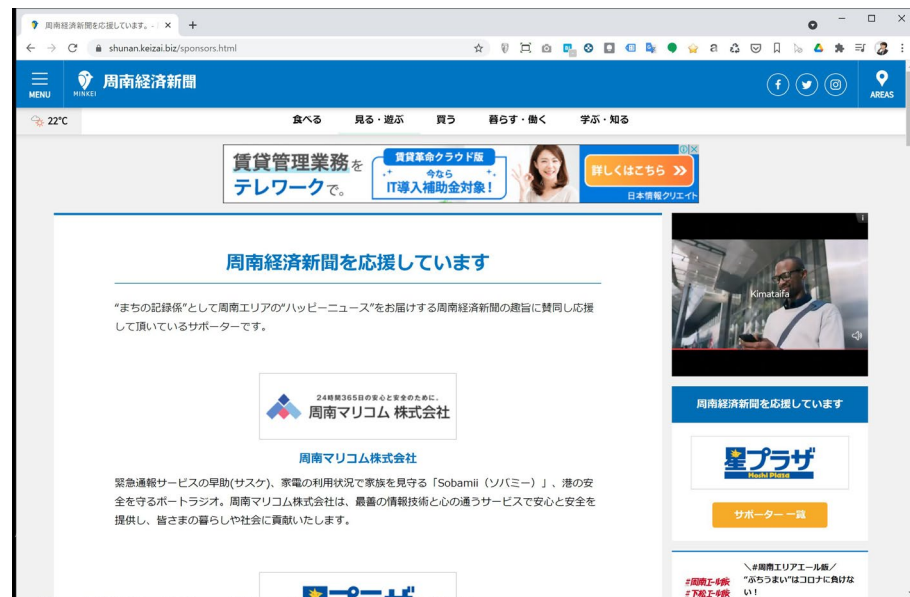 周南経済新聞を応援しています。 -
shunan.keizai.biz/sponsors.html
MENU
MINKEI
周南経済新聞
AREAS
22℃
食べる
見る・遊ぶ
買う
暮らす・働く
学ぶ・知る
賃貸管理業務を
テレワークで。
賃貸革命クラウド版
今なら
IT導入補助金対象!
詳しくはこちら
日本情報クリエイト
周南経済新聞を応援しています
“まちの記録係”として周南エリアの“ハッピーニュース”をお届けする周南経済新聞の趣旨に賛同し応援
して頂いているサポーターです。
24時間365日の安心と安全のために。
周南マリコム 株式会社
周南マリコム株式会社
緊急通報サービスの早助(サスケ)、家電の利用状況で家族を見守る「Sobamii(ソバミー)」、港の安
全を守るポートラジオ。周南マリコム株式会社は、最善の情報技術と心の通うサービスで安心と安全を
提供し、皆さまの暮らしや社会に貢献いたします。
Kimataifa
周南経済新聞を応援しています
星プラザ
Hoshi Plaza
サポーター 一覧
#周南エール飯
#下松エール飯
\#周南エリアエール飯/
“ぶちうまい”はコロナに負けな
い!